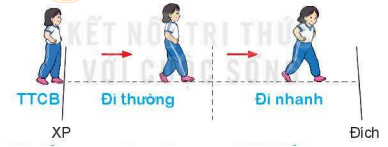 KẾT NỐI TRI THỨC
VỚI CUỘC SỐNG
TTCB Đi thường Đi nhanh
XP Đích